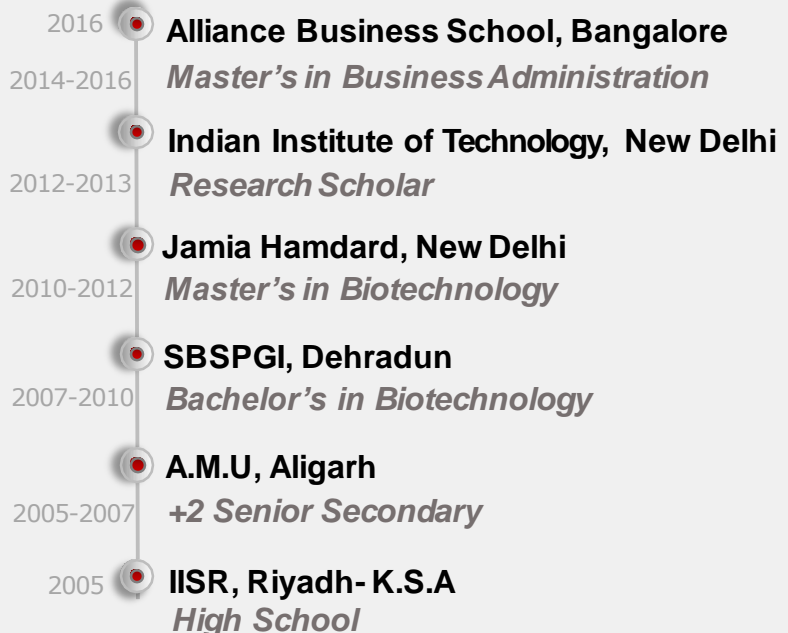 2016 Alliance Business School, Bangalore
2014-2016 Master's in Business Administration
Indian Institute of Technology, New Delhi
2012-2013 Research Scholar
Jamia Hamdard, New Delhi
2010-2012 Master's in Biotechnology
SBSPGI, Dehradun
2007-2010 Bachelor's in Biotechnology
A.M.U, Aligarh
2005-2007 +2 Senior Secondary
2005 IISR, Riyadh- K.S.A
High School